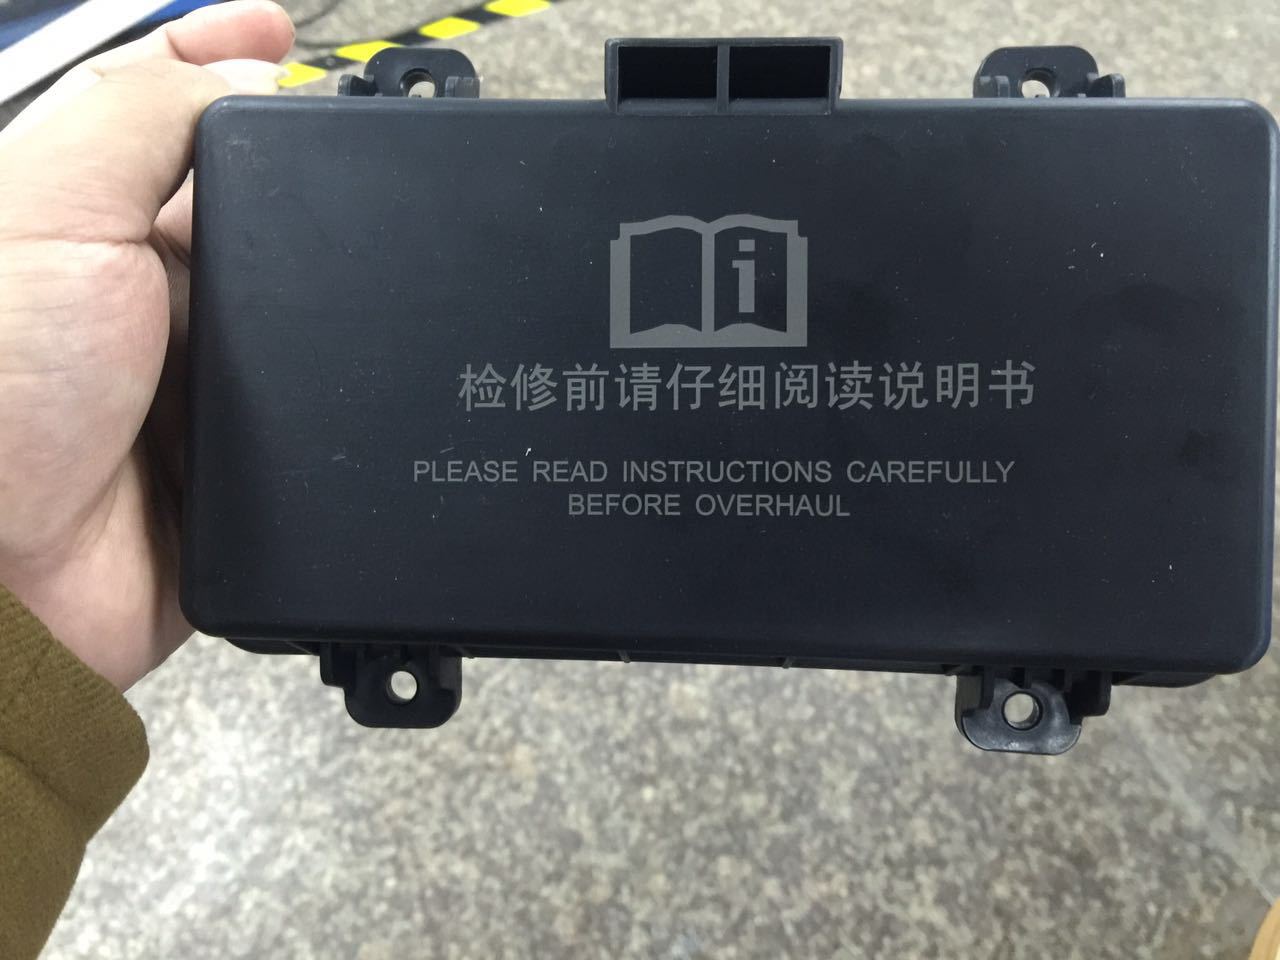 i
检修前请仔细阅读说明书
PLEASE READ INSTRUCTIONS CAREFULLY
BEFORE OVERHAUL